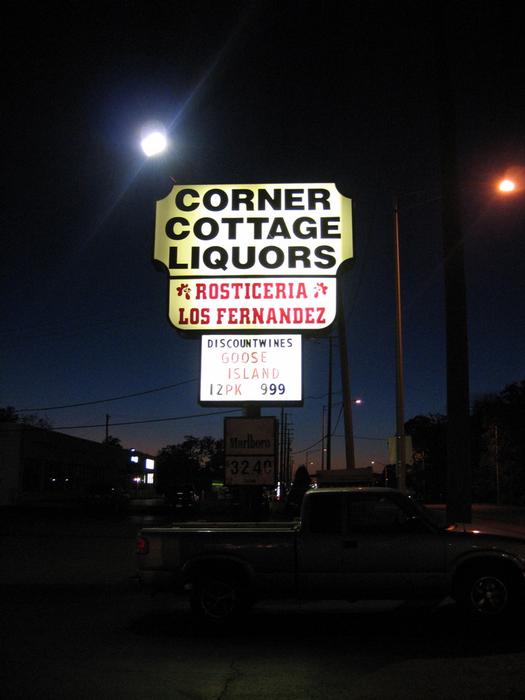 CORNER
COTTAGE
LIQUORS
ROSTICERIA
LOS FERNANDEZ
DISCOUNTWINES
GOOSE
ISLAND
12PK 999
Marlboro
$32.40